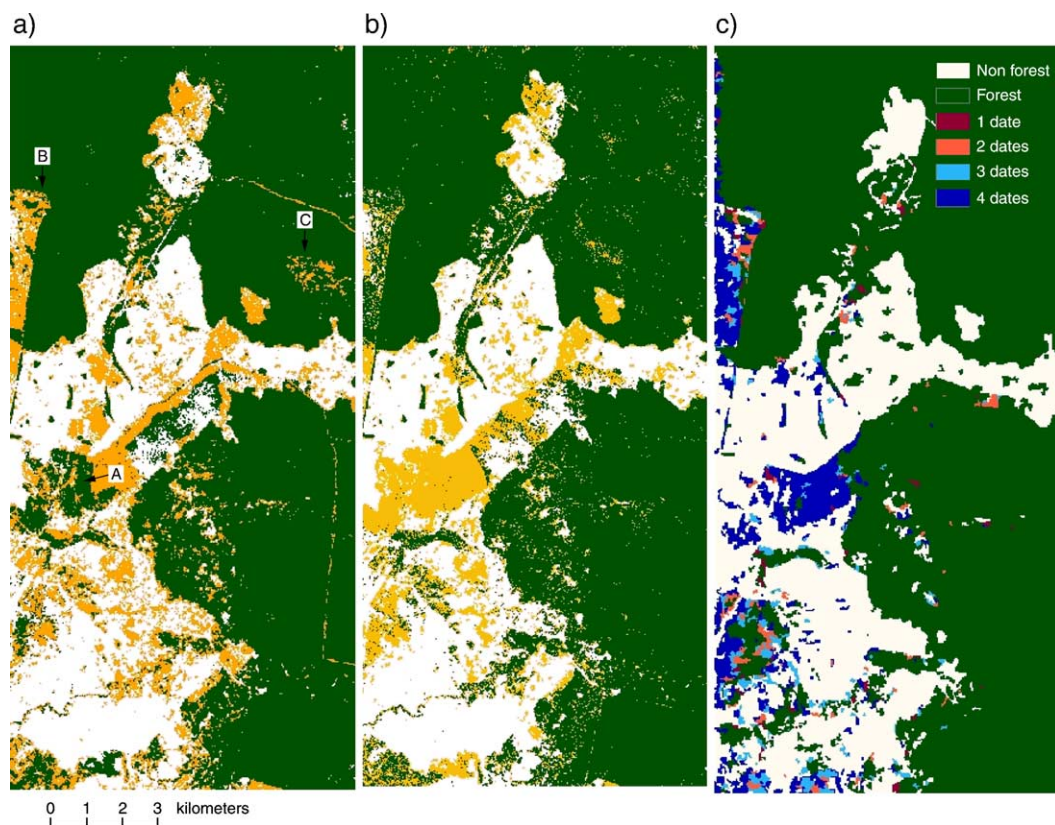 a)
b)
c)
Non forest
Forest
1 date
2 dates
3 dates
4 dates
B
C
A
0 1 2 3 kilometers